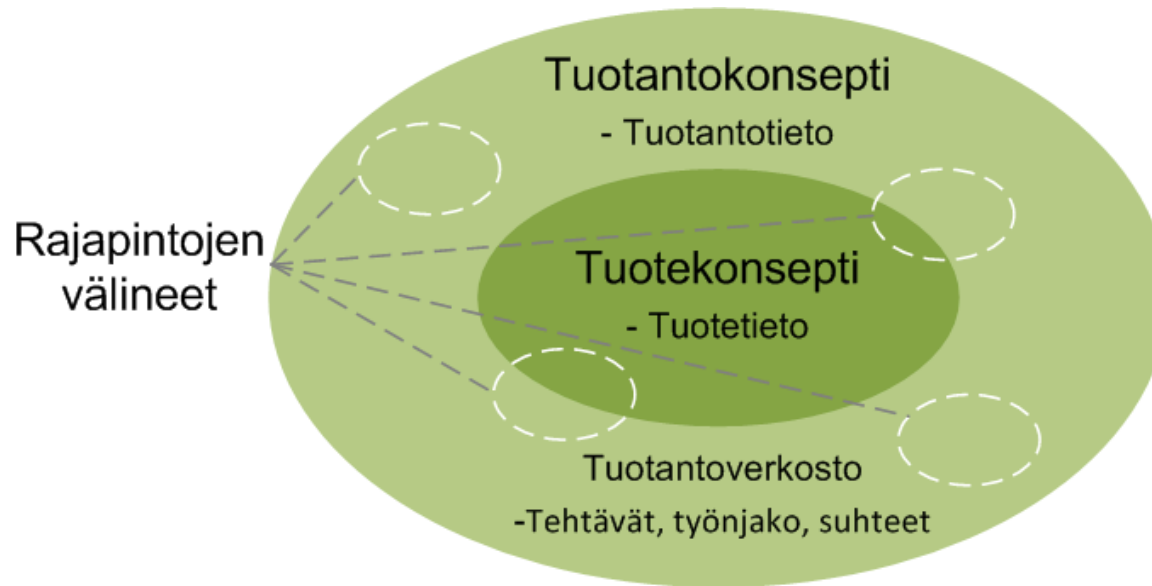 Tuotantokonsepti
- Tuotantotieto
Rajapintojen
välineet
Tuotekonsepti
- Tuotetieto
Tuotantoverkosto
-Tehtävät, työnjako, suhteet